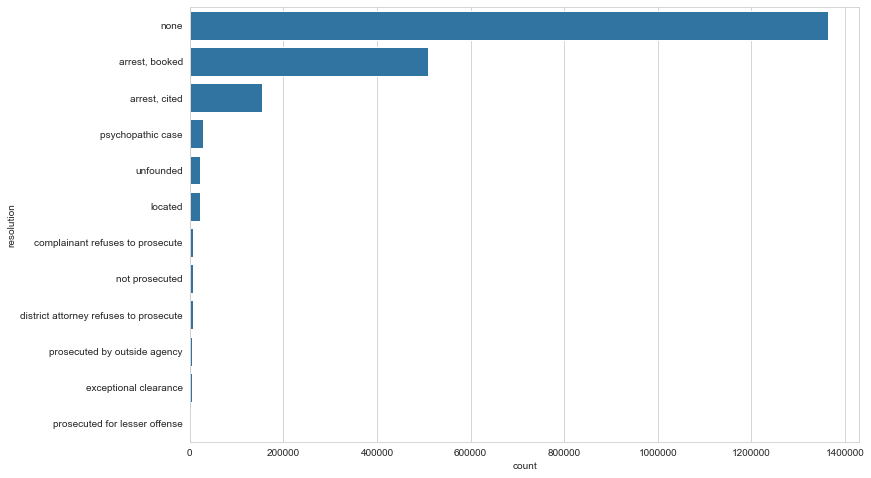 none
arrest, booked
arrest, cited
psychopathic case
unfounded
located
complainant refuses to prosecute
not prosecuted
district attorney refuses to prosecute
prosecuted by outside agency
exceptional clearance
prosecuted for lesser offense
resolution
0 200000 400000 600000 800000 1000000 1200000 1400000
count